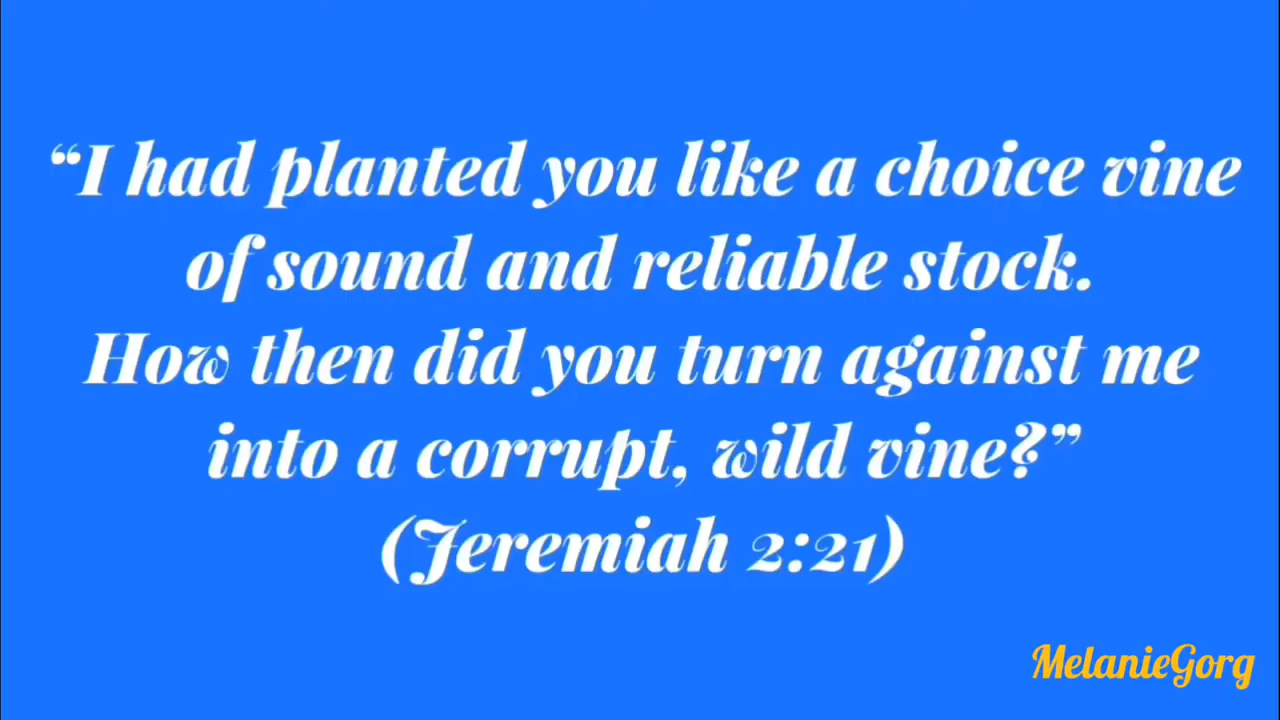 “I had planted you like a choice vine
of sound and reliable stock.
How then did you turn against me
into a corrupt, wild vine?”
(Jeremiah 2:21)
MelanieGorg